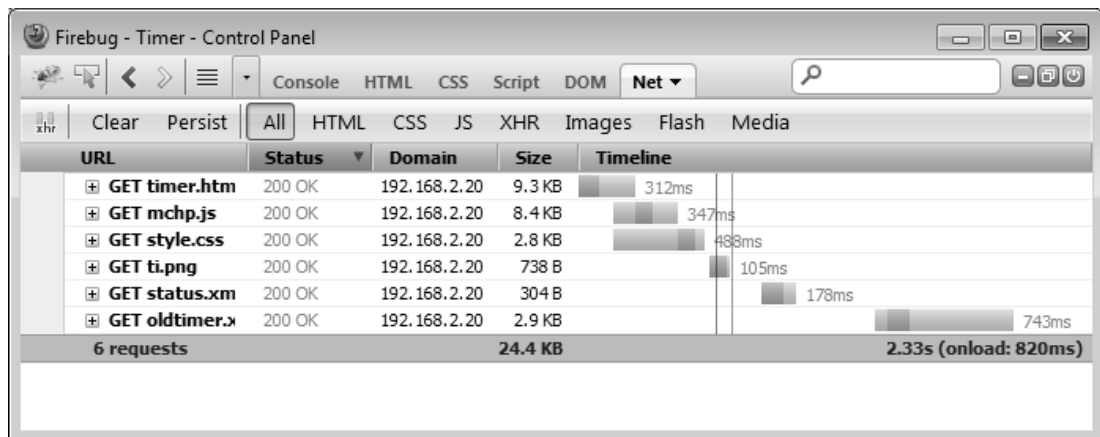 Firebug - Timer - Control Panel
Console HTML CSS Script DOM Net
xhr Clear Persist All HTML CSS JS XHR Images Flash Media
URL Status Domain Size Timeline
GET timer.htm 200 OK 192.168.2.20 9.3 KB 312ms
GET mchp.js 200 OK 192.168.2.20 8.4 KB 347ms
GET style.css 200 OK 192.168.2.20 2.8 KB 488ms
GET ti.png 200 OK 192.168.2.20 738 B 105ms
GET status.xm 200 OK 192.168.2.20 304 B 178ms
GET oldtimer.x 200 OK 192.168.2.20 2.9 KB 743ms
6 requests 24.4 KB 2.33s (onload: 820ms)